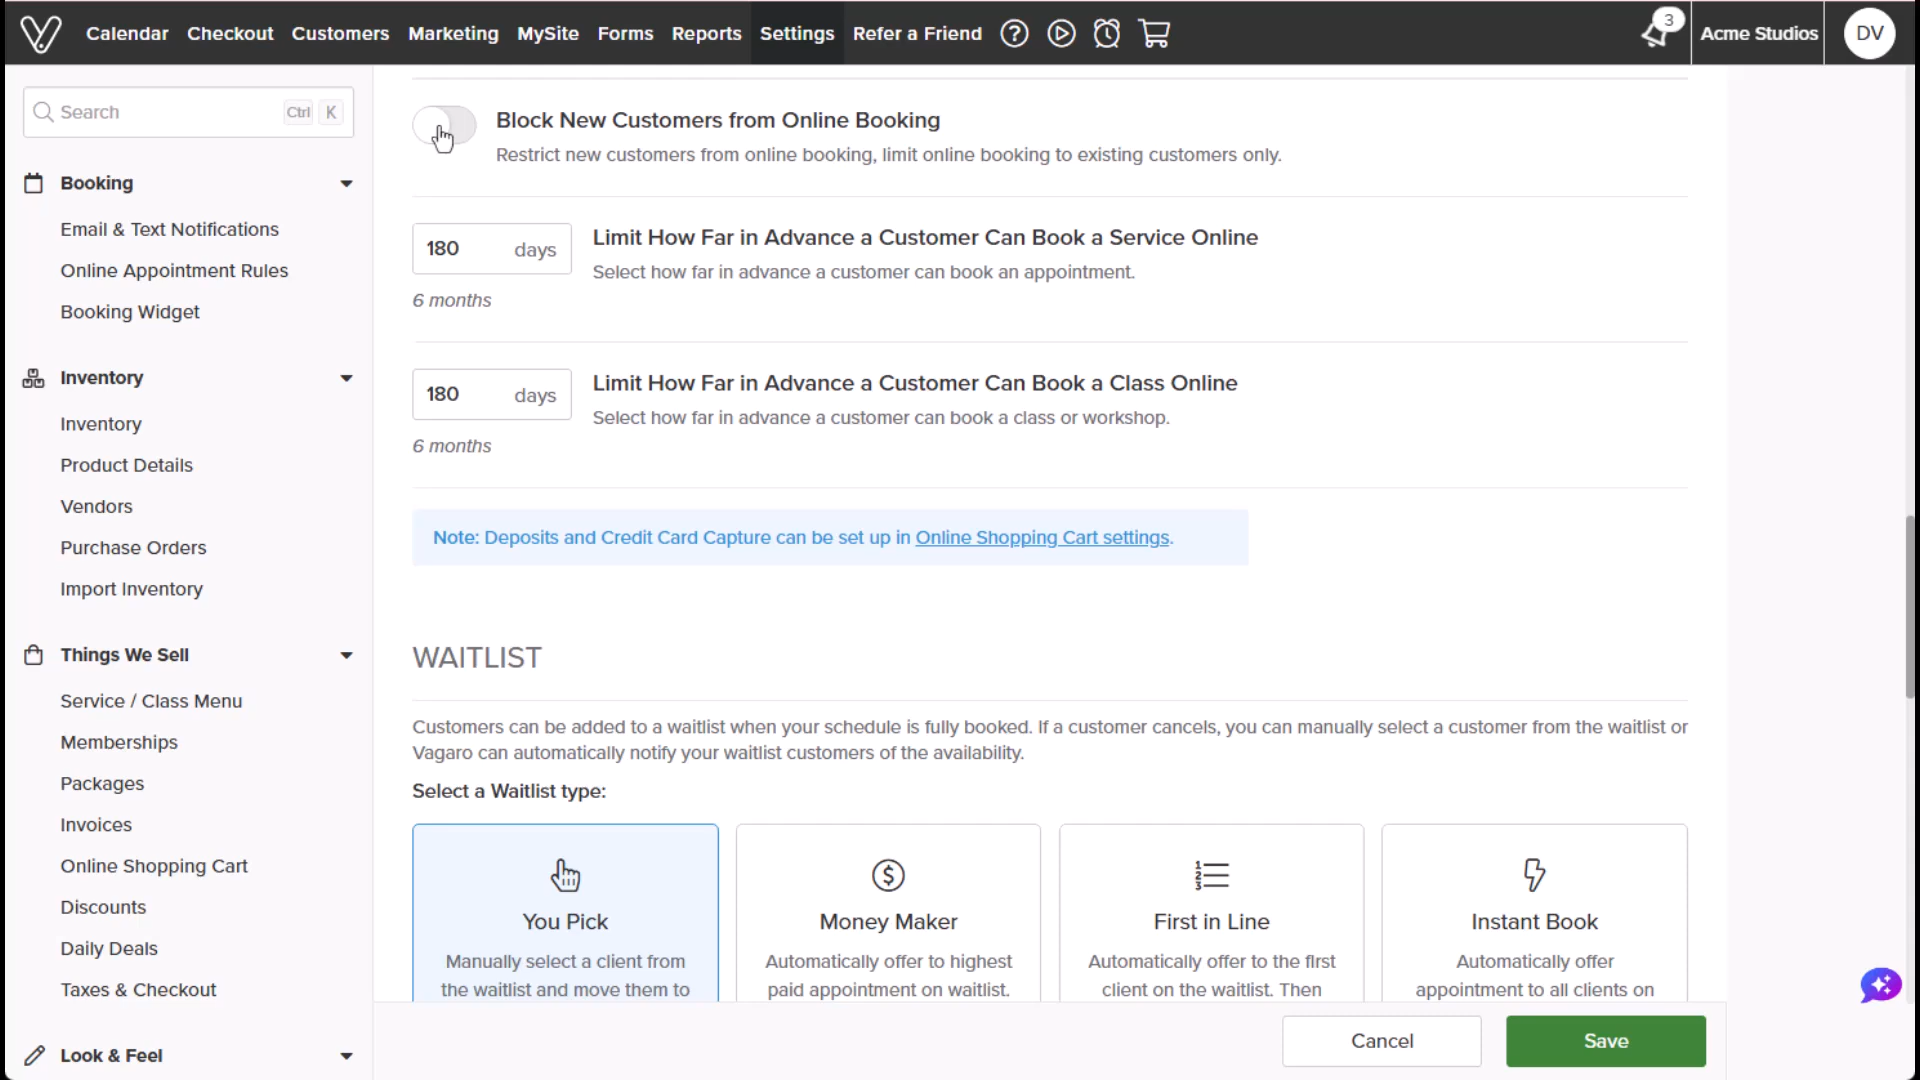 Calendar Checkout Customers Marketing MySite Forms Reports Settings Refer a Friend 3 Acme Studios DV
Search Ctrl K
Booking
Email & Text Notifications
Online Appointment Rules
Booking Widget
Inventory
Inventory
Product Details
Vendors
Purchase Orders
Import Inventory
Things We Sell
Service / Class Menu
Memberships
Packages
Invoices
Online Shopping Cart
Discounts
Daily Deals
Taxes & Checkout
Look & Feel
Block New Customers from Online Booking
Restrict new customers from online booking, limit online booking to existing customers only.
180 days
Limit How Far in Advance a Customer Can Book a Service Online
Select how far in advance a customer can book an appointment.
6 months
180 days
Limit How Far in Advance a Customer Can Book a Class Online
Select how far in advance a customer can book a class or workshop.
6 months
Note: Deposits and Credit Card Capture can be set up in Online Shopping Cart settings.
WAITLIST
Customers can be added to a waitlist when your schedule is fully booked. If a customer cancels, you can manually select a customer from the waitlist or
Vagaro can automatically notify your waitlist customers of the availability.
Select a Waitlist type:
You Pick
Manually select a client from
the waitlist and move them to
Money Maker
Automatically offer to highest
paid appointment on waitlist.
First in Line
Automatically offer to the first
client on the waitlist. Then
Instant Book
Automatically offer
appointment to all clients on
Cancel
Save